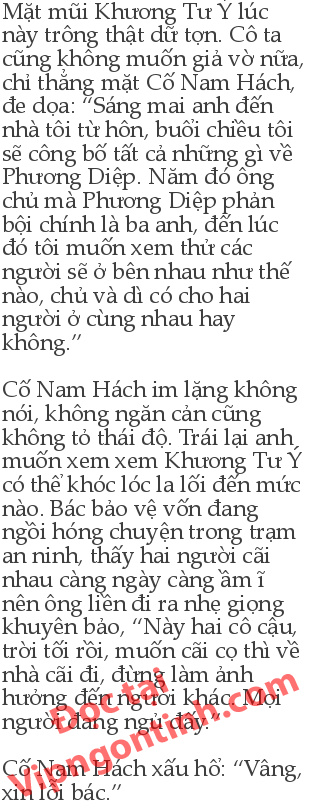 Mặt mũi Khương Tư Ý lúc
này trông thật dữ tợn. Cô ta
cũng không muốn giả vờ nữa,
chỉ thẳng mặt Cố Nam Hách,
đe dọa: “Sáng mai anh đến
nhà tôi từ hôn, buổi chiều tôi
sẽ công bố tất cả những gì về
Phương Diệp. Năm đó ông
chủ mà Phương Diệp phản
bội chính là ba anh, đến lúc
đó tôi muốn xem thử các
người sẽ ở bên nhau như thế
nào, chủ và dì có cho hai
người ở cùng nhau hay
không.”
Cố Nam Hách im lặng không
nói, không ngăn cản cũng
không tỏ thái độ. Trái lại anh
muốn xem xem Khương Tư Ý
có thể khóc lóc la lối đến mức
nào. Bác bảo vệ vốn đang
ngồi hóng chuyện trong trạm
an ninh, thấy hai người cãi
nhau càng ngày càng ầm ĩ
nên ông liên đi ra nhẹ giọng
khuyên bảo, “Này hai cô cậu,
trời tối rồi, muốn cãi cọ thì về
nhà cãi đi, đừng làm ảnh
hưởng đến người khác. Mọi
người đang ngủ đấy.”
Đọc tại
Vipngontinh.com
Cố Nam Hách xấu hổ: “Vâng,
xin lỗi bác.”